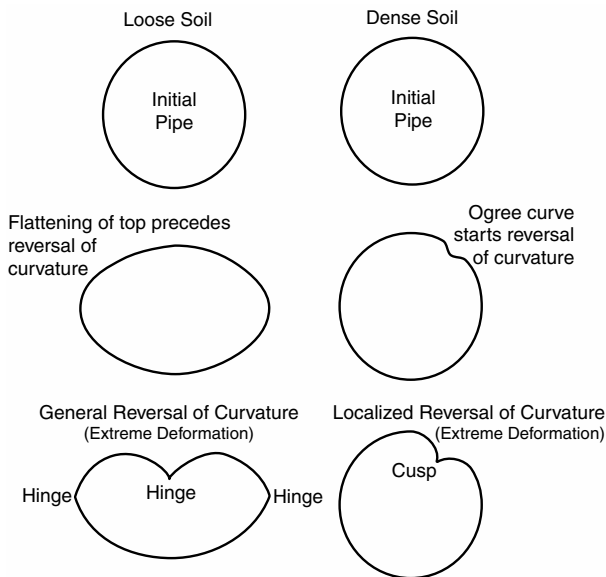 Loose Soil
Dense Soil
Initial
Pipe
Initial
Pipe
Flattening of top precedes
reversal of
curvature
Ogree curve
starts reversal
of curvature
General Reversal of Curvature
(Extreme Deformation)
Localized Reversal of Curvature
(Extreme Deformation)
Hinge
Hinge
Hinge
Cusp